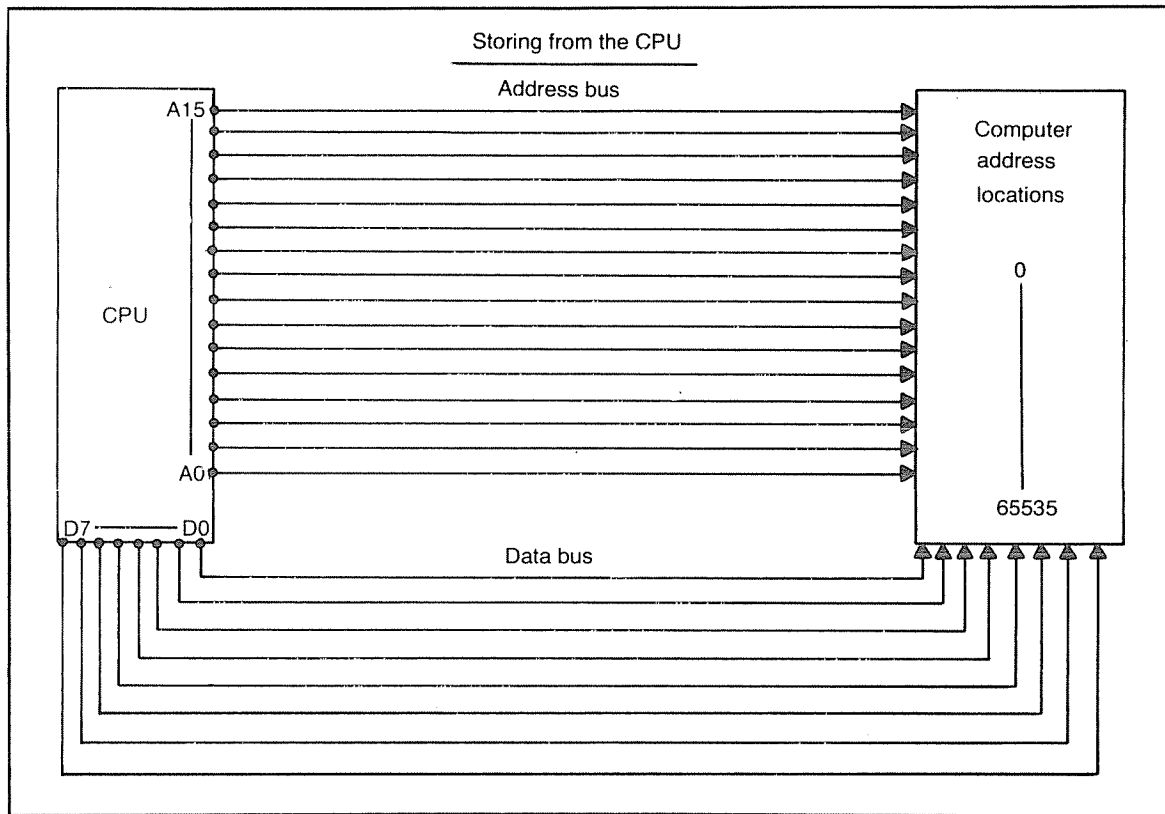 Storing from the CPU
Address bus
A15
Computer
address
locations
0
CPU
A0
65535
D7 D0
Data bus